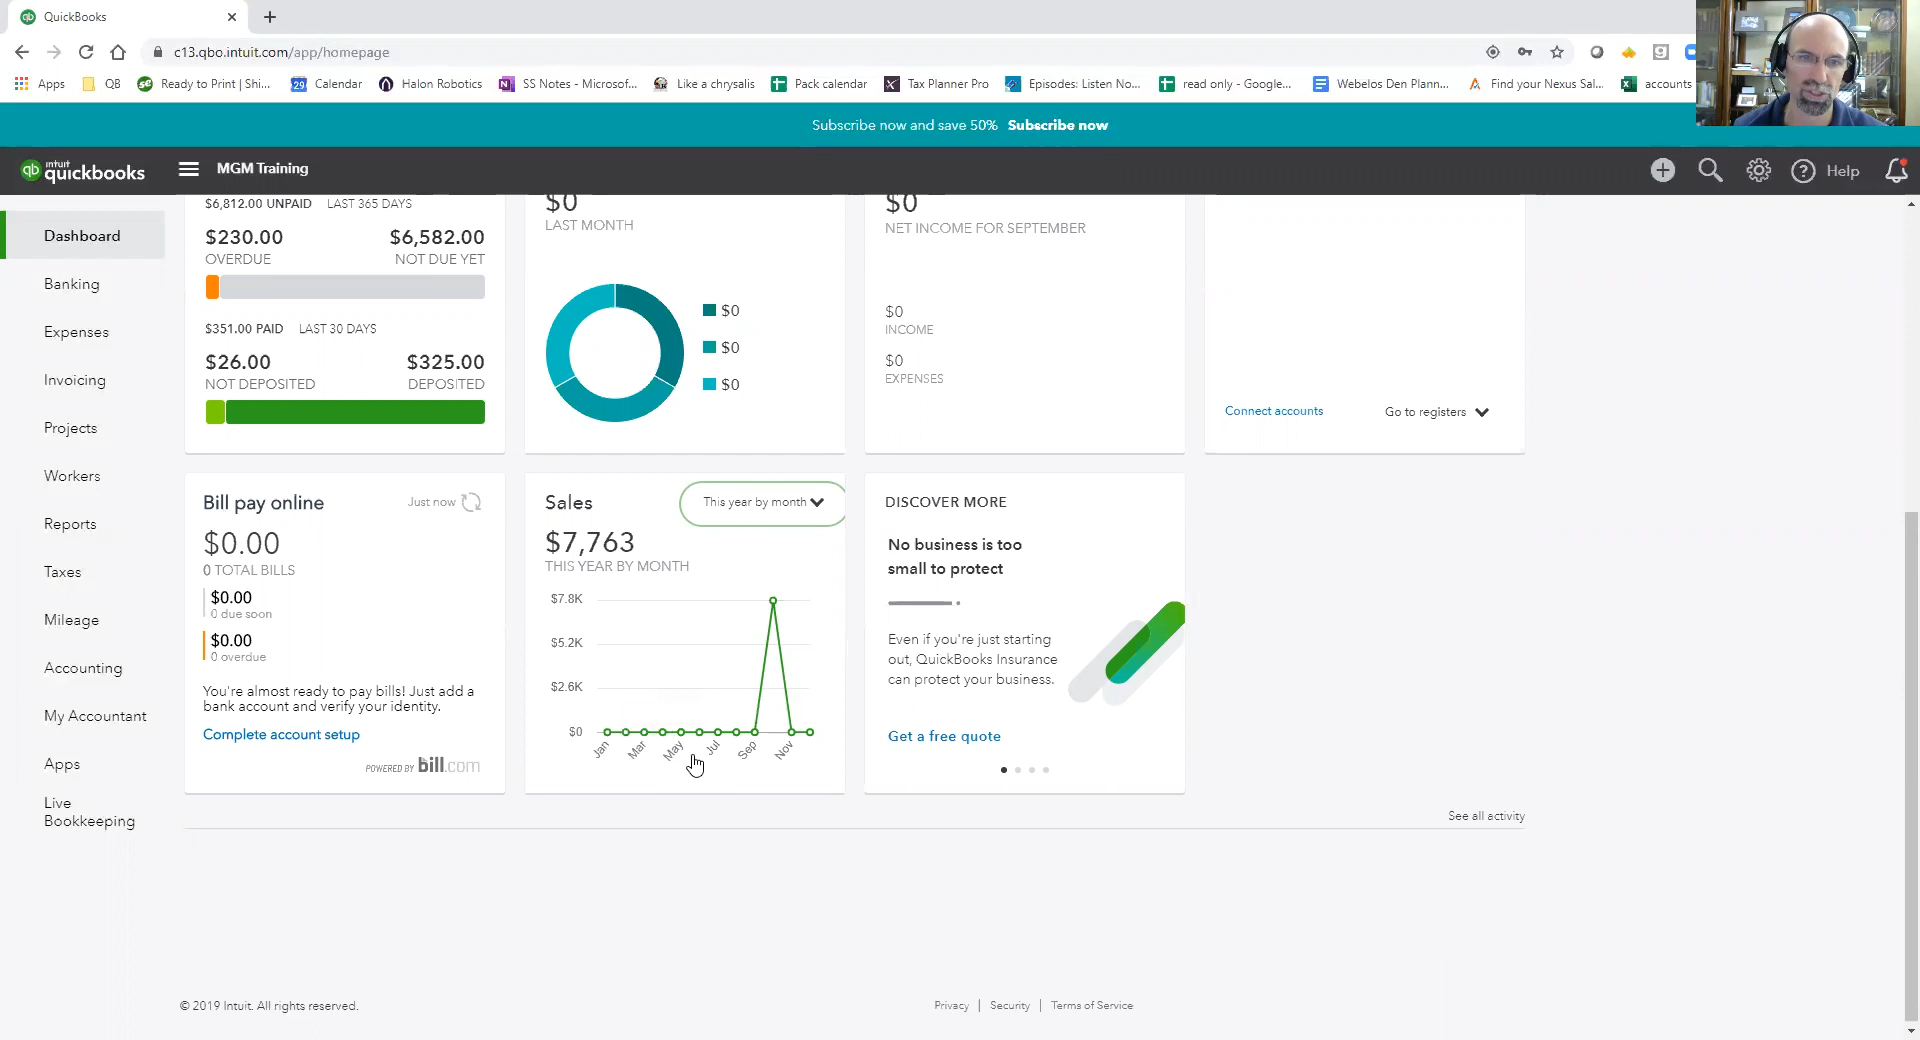 QuickBooks
c13.qbo.intuit.com/app/homepage
Apps QB Ready to Print | Shi... 29 Calendar Halon Robotics SS Notes - Microsof... Like a chrysalis Pack calendar Tax Planner Pro Episodes: Listen No... read only - Google... Webelos Den Plann... Find your Nexus Sal... accounts
Subscribe now and save 50% Subscribe now
qb intuit quickbooks MGM Training Help
Dashboard
Banking
Expenses
Invoicing
Projects
Workers
Reports
Taxes
Mileage
Accounting
My Accountant
Apps
Live
Bookkeeping
$6,812.00 UNPAID LAST 365 DAYS
$230.00 $6,582.00
OVERDUE NOT DUE YET
$351.00 PAID LAST 30 DAYS
$26.00 $325.00
NOT DEPOSITED DEPOSITED
$0
LAST MONTH
$0
$0
$0
$0
NET INCOME FOR SEPTEMBER
$0
INCOME
$0
EXPENSES
Connect accounts Go to registers
Bill pay online Just now
$0.00
0 TOTAL BILLS
$0.00
0 due soon
$0.00
0 overdue
You're almost ready to pay bills! Just add a
bank account and verify your identity.
Complete account setup
POWERED BY bill.com
Sales This year by month
$7,763
THIS YEAR BY MONTH
$7.8K
$5.2K
$2.6K
$0
Jan Mar May Jul Sep Nov
DISCOVER MORE
No business is too
small to protect
Even if you're just starting
out, QuickBooks Insurance
can protect your business.
Get a free quote
See all activity
© 2019 Intuit. All rights reserved.
Privacy | Security | Terms of Service